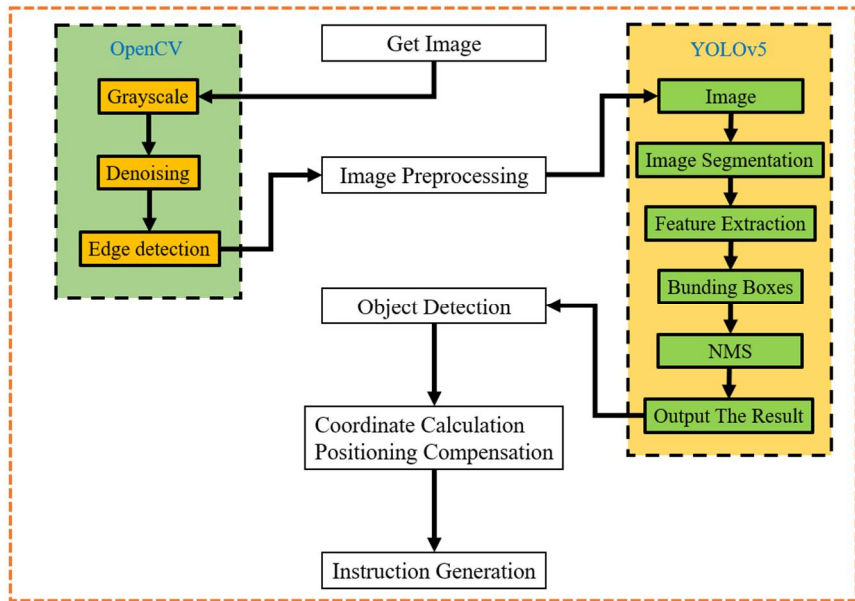 OpenCV
Grayscale
Denoising
Edge detection
Get Image
Image Preprocessing
Object Detection
Coordinate Calculation
Positioning Compensation
Instruction Generation
YOLOv5
Image
Image Segmentation
Feature Extraction
Bunding Boxes
NMS
Output The Result